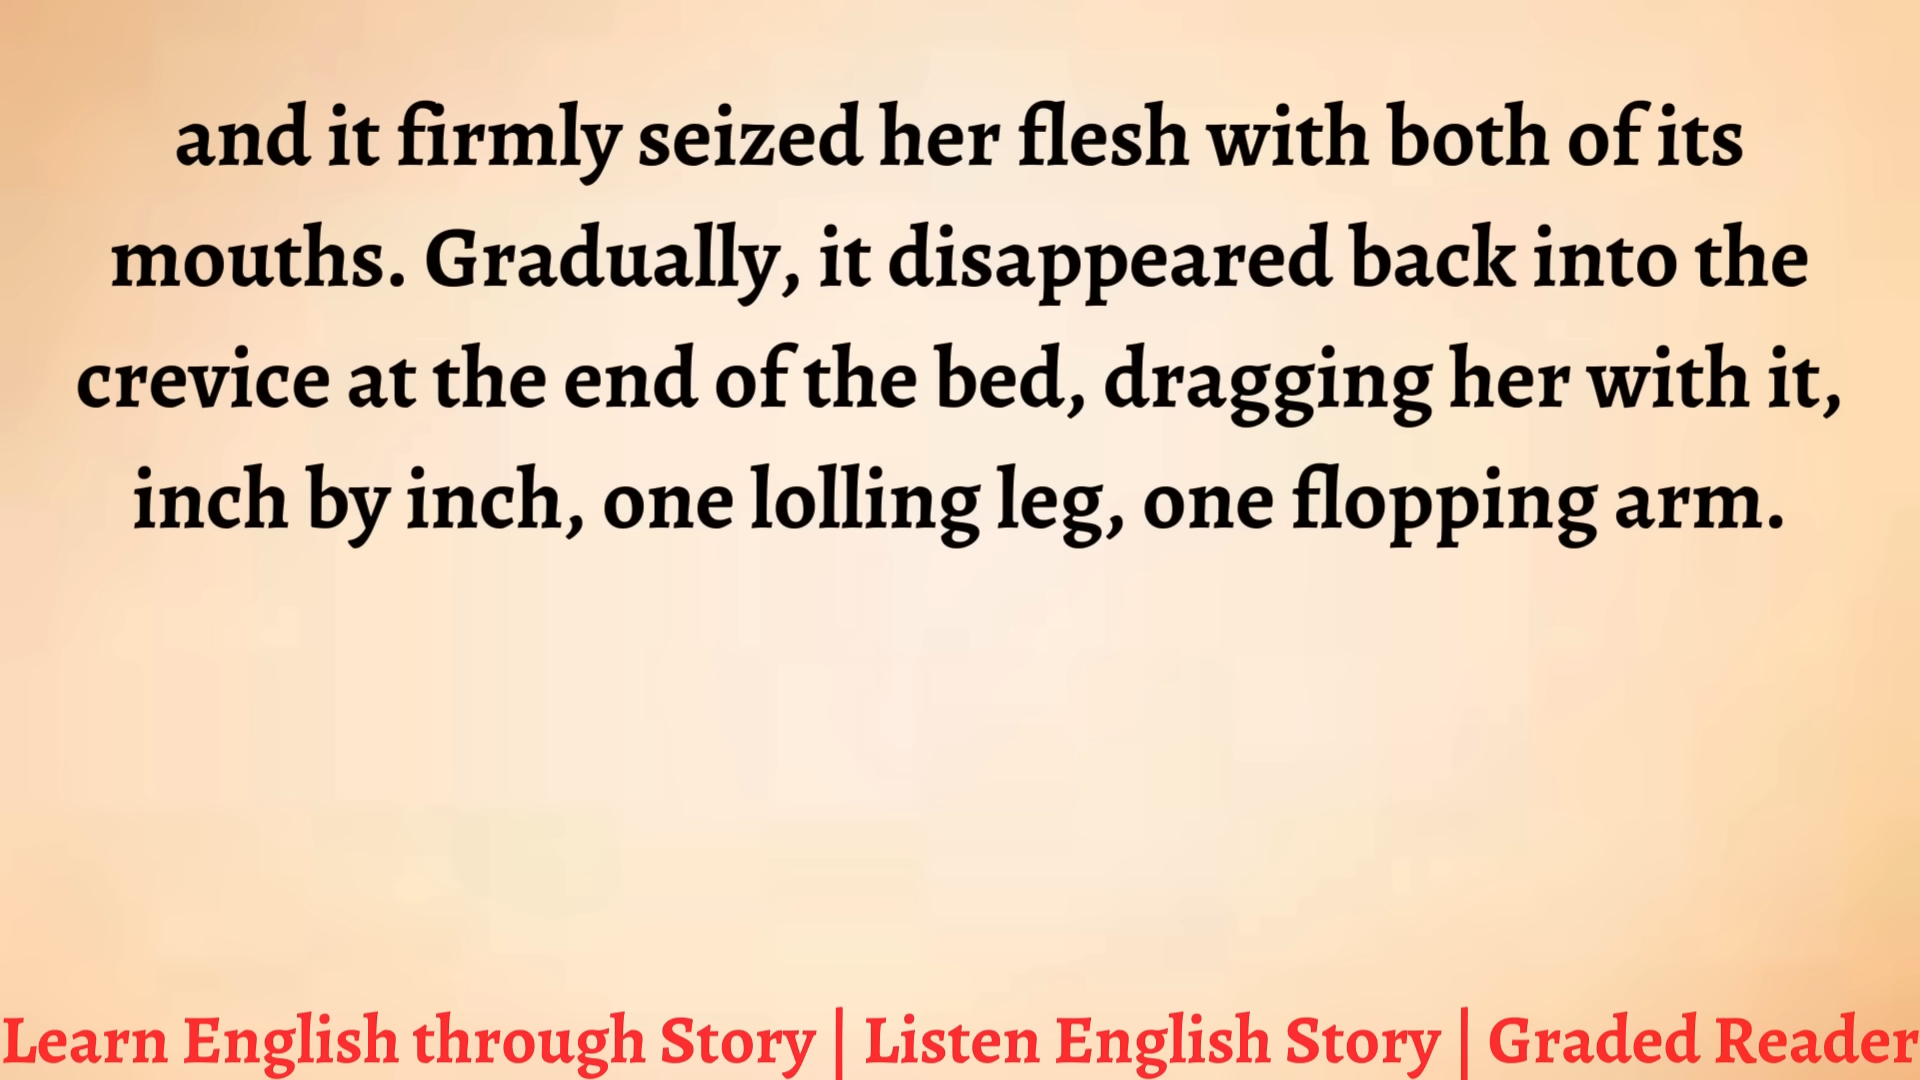 and it firmly seized her flesh with both of its
mouths. Gradually, it disappeared back into the
crevice at the end of the bed, dragging her with it,
inch by inch, one lolling leg, one flopping arm.
Learn English through Story | Listen English Story | Graded Reader